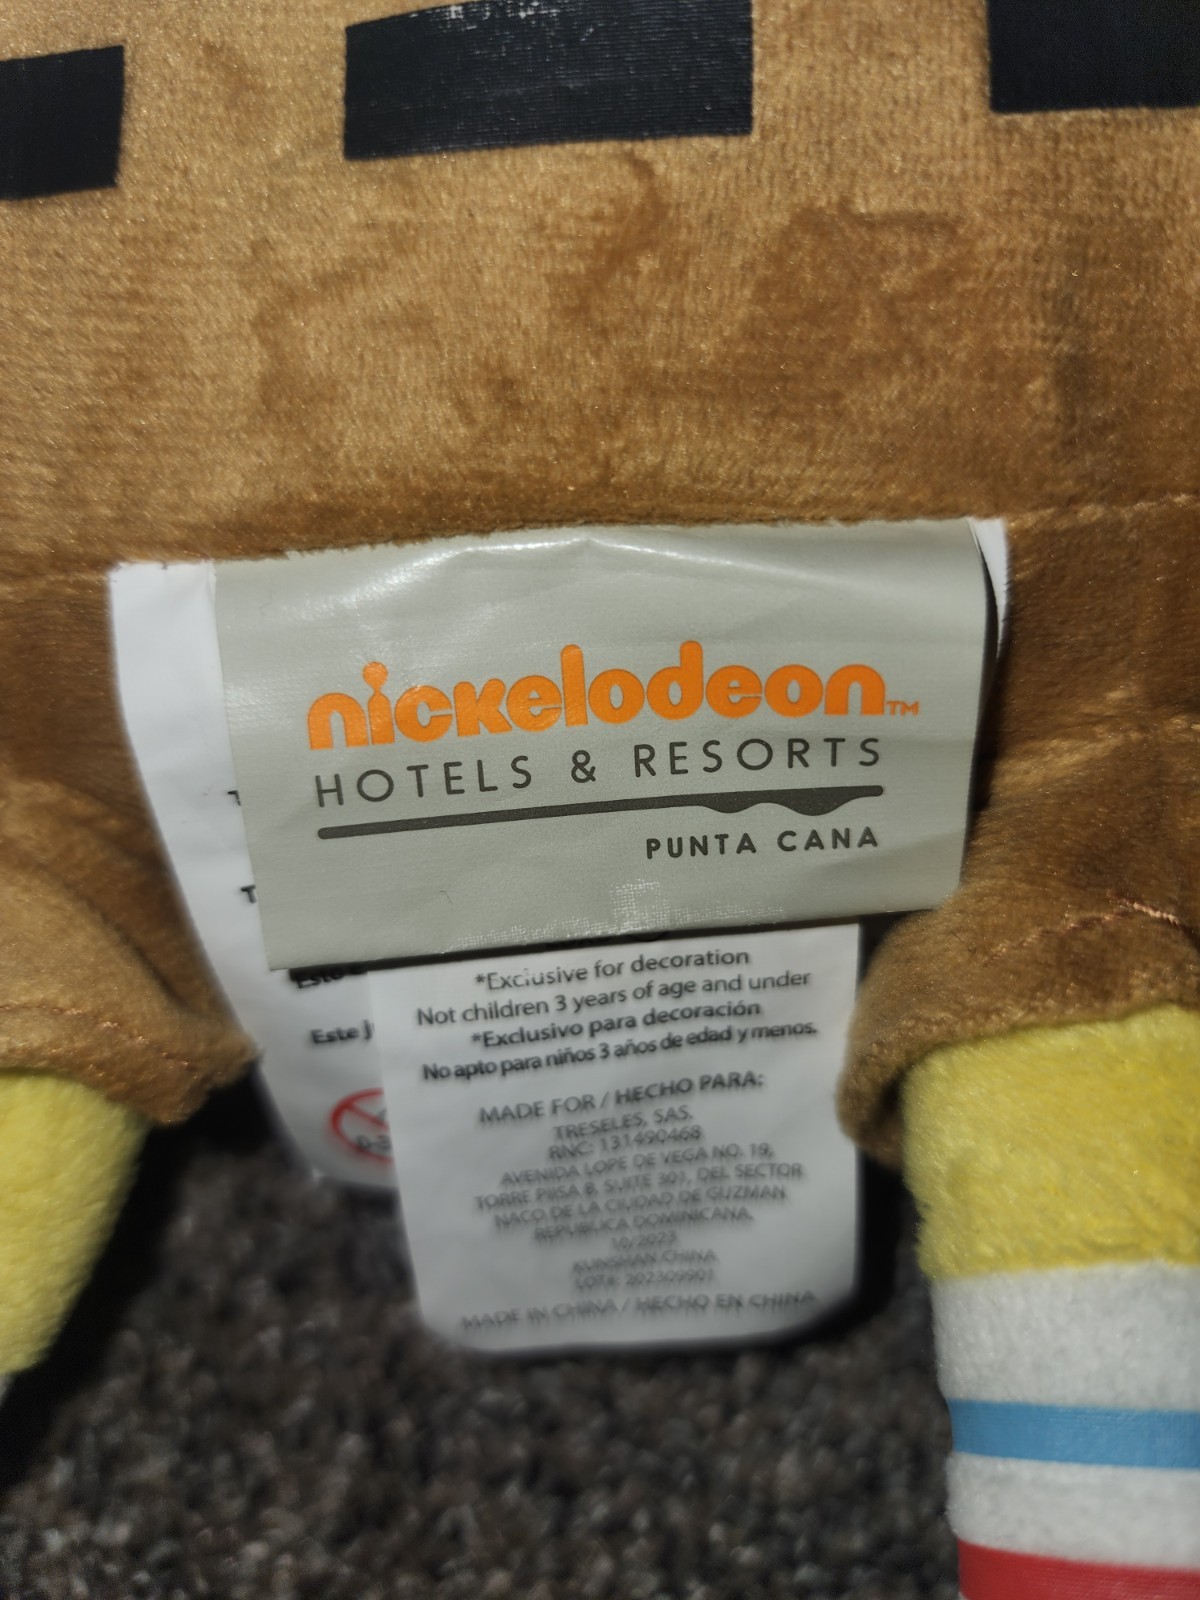 nickelodeon™
HOTELS & RESORTS
PUNTA CANA
Este j
*Exclusive for decoration
Not children 3 years of age and under
*Exclusivo para decoración
No apto para niños 3 años de edad y menos.
MADE FOR / HECHO PARA:
TRESELES, SAS.
RNC: 131490468
AVENIDA LOPE DE VEGA NO. 19,
TORRE PIISA B, SUITE 301, DEL SECTOR
NACO DE LA CIUDAD DE GUZMAN
REPUBLICA DOMINICANA.
10/2023
KUNSHAN CHINA
MADE IN CHINA / HECHO EN CHINA